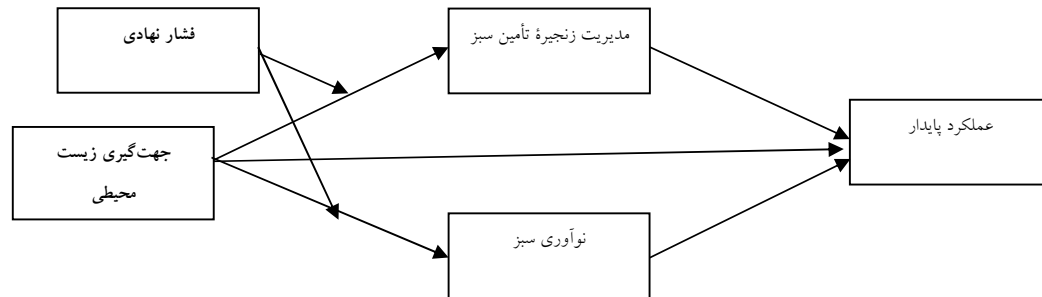 فشار نهادی
مدیریت زنجیرهٔ تأمین سبز
عملکرد پایدار
جهت‌گیری زیست
محیطی
نوآوری سبز